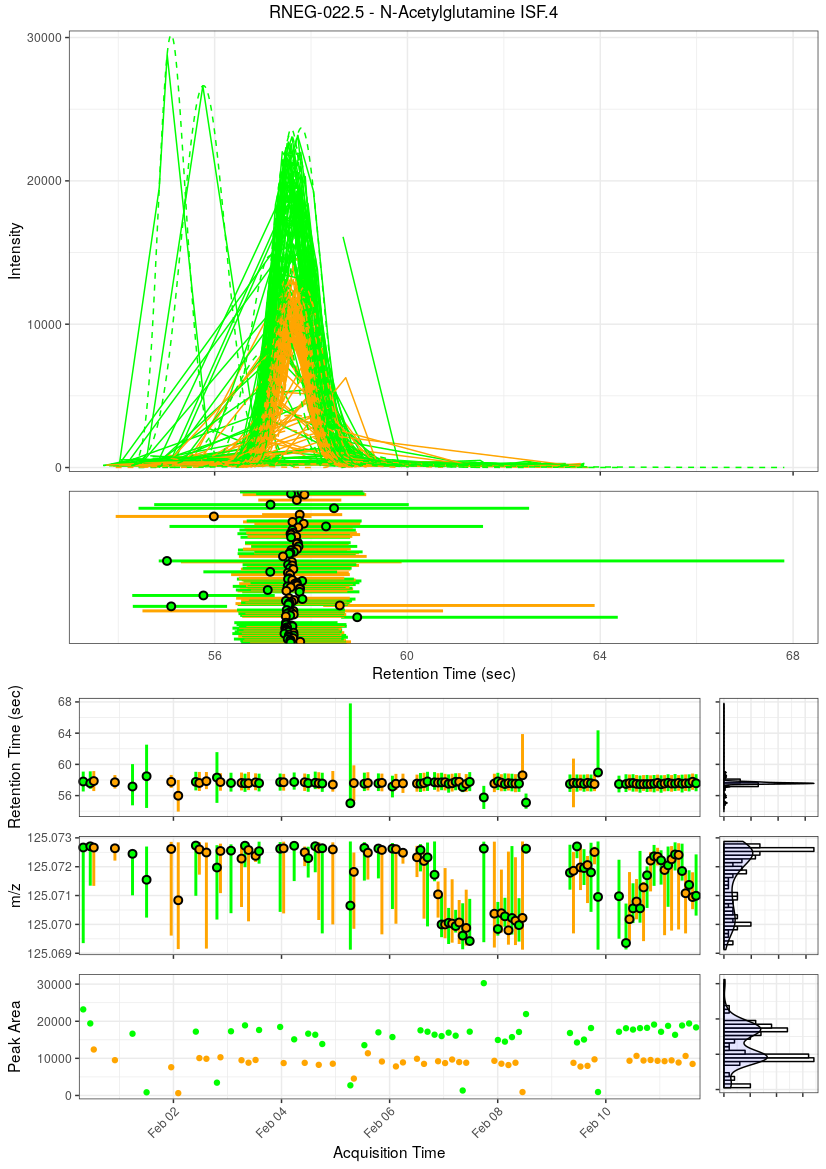 RNEG-022.5 - N-Acetylglutamine ISF.4
Intensity
30000
20000
10000
0
56
60
64
68
Retention Time (sec)
Retention Time (sec)
68
64
60
56
m/z
125.073
125.072
125.071
125.070
125.069
Peak Area
30000
20000
10000
0
Feb 02
Feb 04
Feb 06
Feb 08
Feb 10
Acquisition Time